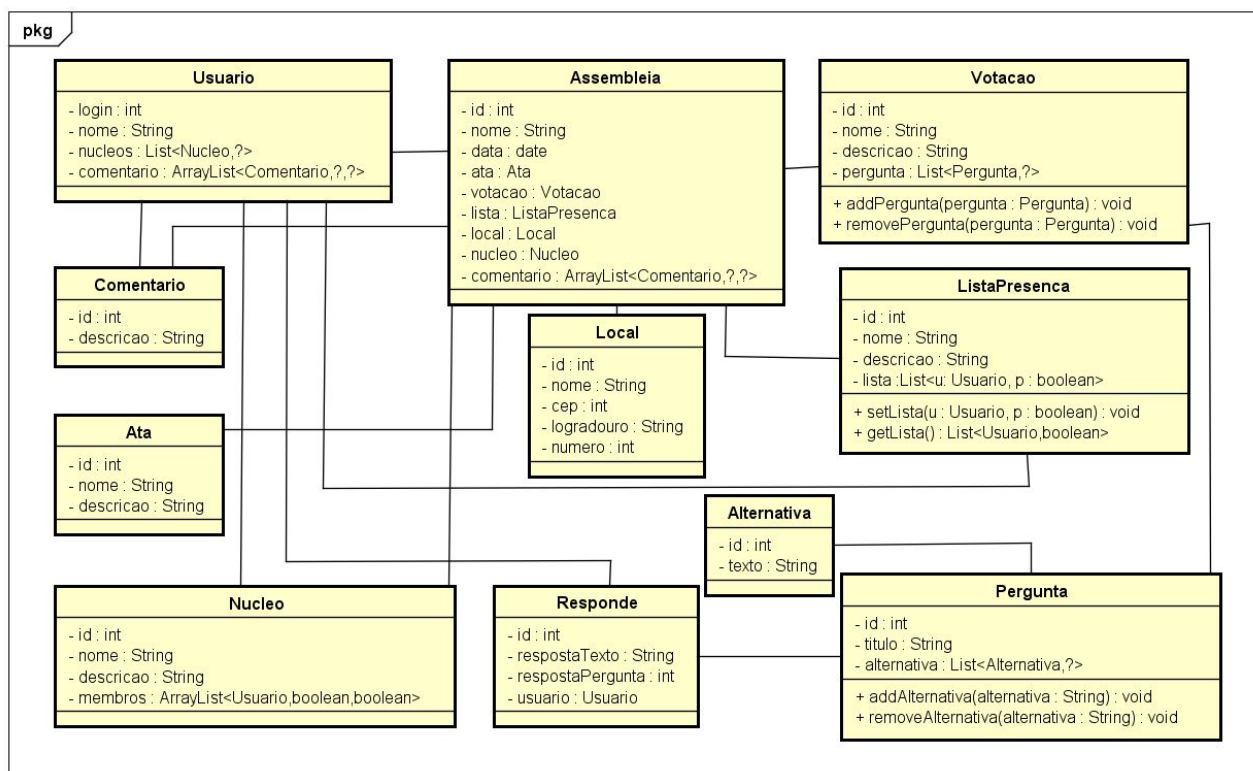 pkg
Usuario
- login : int
- nome : String
- nucleos : List<Nucleo,?>
- comentario : ArrayList<Comentario,?,?>
Assembleia
- id : int
- nome : String
- data : date
- ata : Ata
- votacao : Votacao
- lista : ListaPresenca
- local : Local
- nucleo : Nucleo
- comentario : ArrayList<Comentario,?,?>
Votacao
- id : int
- nome : String
- descricao : String
- pergunta : List<Pergunta,?>
+ addPergunta(pergunta : Pergunta) : void
+ removePergunta(pergunta : Pergunta) : void
Comentario
- id : int
- descricao : String
Local
- id : int
- nome : String
- cep : int
- logradouro : String
- numero : int
ListaPresenca
- id : int
- nome : String
- descricao : String
- lista :List<u: Usuario, p : boolean>
+ setLista(u : Usuario, p : boolean) : void
+ getLista() : List<Usuario,boolean>
Ata
- id : int
- nome : String
- descricao : String
Alternativa
- id : int
- texto : String
Nucleo
- id : int
- nome : String
- descricao : String
- membros : ArrayList<Usuario,boolean,boolean>
Responde
- id : int
- respostaTexto : String
- respostaPergunta : int
- usuario : Usuario
Pergunta
- id : int
- titulo : String
- alternativa : List<Alternativa,?>
+ addAlternativa(alternativa : String) : void
+ removeAlternativa(alternativa : String) : void